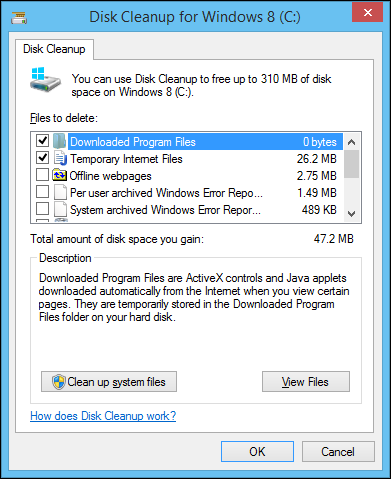 Disk Cleanup for Windows 8 (C:)
Disk Cleanup
You can use Disk Cleanup to free up to 310 MB of disk
space on Windows 8 (C:).
Files to delete:
Downloaded Program Files 0 bytes
Temporary Internet Files 26.2 MB
Offline webpages 2.75 MB
Per user archived Windows Error Repo... 1.49 MB
System archived Windows Error Repor... 489 KB
Total amount of disk space you gain: 47.2 MB
Description
Downloaded Program Files are ActiveX controls and Java applets
downloaded automatically from the Internet when you view certain
pages. They are temporarily stored in the Downloaded Program
Files folder on your hard disk.
Clean up system files View Files
How does Disk Cleanup work?
OK Cancel